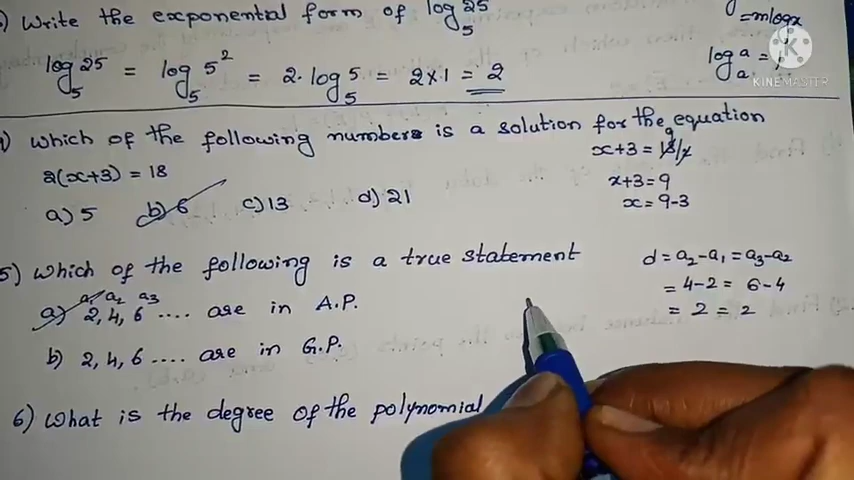 Write the exponential form of log₅25
= mlogx
log₅25 = log₅5² = 2·log₅5 = 2×1 = 2
logₐa =
KINEMASTER
which of the following numbers is a solution for the equation
2(x+3) = 18
x+3 = 18/2 9
x+3 = 9
a) 5 b) 6 c) 13 d) 21
x = 9-3
5) which of the following is a true statement
d = a₂-a₁ = a₃-a₂
a₁ a₂ a₃
a) 2, 4, 6 .... are in A.P.
= 4-2 = 6-4
= 2 = 2
b) 2, 4, 6 .... are in G.P.
6) What is the degree of the polynomial